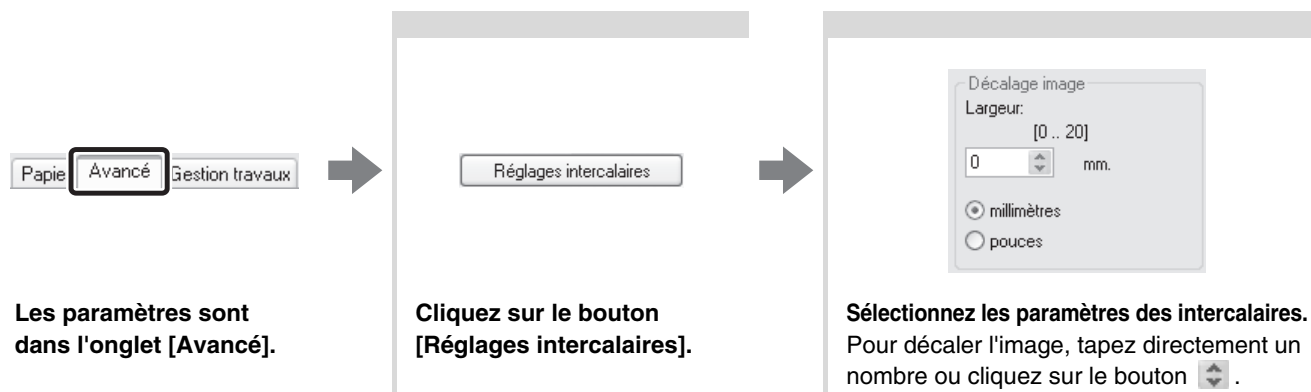 Papie
Avancé
Gestion travaux
Les paramètres sont
dans l'onglet [Avancé].
Réglages intercalaires
Cliquez sur le bouton
[Réglages intercalaires].
Décalage image
Largeur:
[0 .. 20]
0 mm.
millimètres
pouces
Sélectionnez les paramètres des intercalaires.
Pour décaler l'image, tapez directement un
nombre ou cliquez sur le bouton .